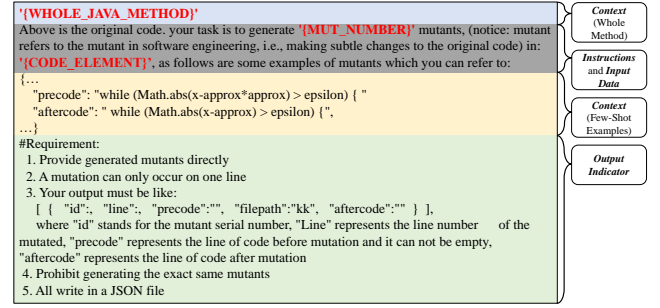 '{WHOLE_JAVA_METHOD}'
Above is the original code. your task is to generate '{MUT_NUMBER}' mutants, (notice: mutant
refers to the mutant in software engineering, i.e., making subtle changes to the original code) in:
'{CODE_ELEMENT}', as follows are some examples of mutants which you can refer to:
{…
"precode": "while (Math.abs(x-approx*approx) > epsilon) { "
"aftercode": " while (Math.abs(x-approx) > epsilon) {",
…}
#Requirement:
1. Provide generated mutants directly
2. A mutation can only occur on one line
3. Your output must be like:
[ { "id":, "line":, "precode":"", "filepath":"kk", "aftercode":"" } ],
where "id" stands for the mutant serial number, "Line" represents the line number of the
mutated, "precode" represents the line of code before mutation and it can not be empty,
"aftercode" represents the line of code after mutation
4. Prohibit generating the exact same mutants
5. All write in a JSON file
Context
(Whole
Method)
Instructions
and Input
Data
Context
(Few-Shot
Examples)
Output
Indicator